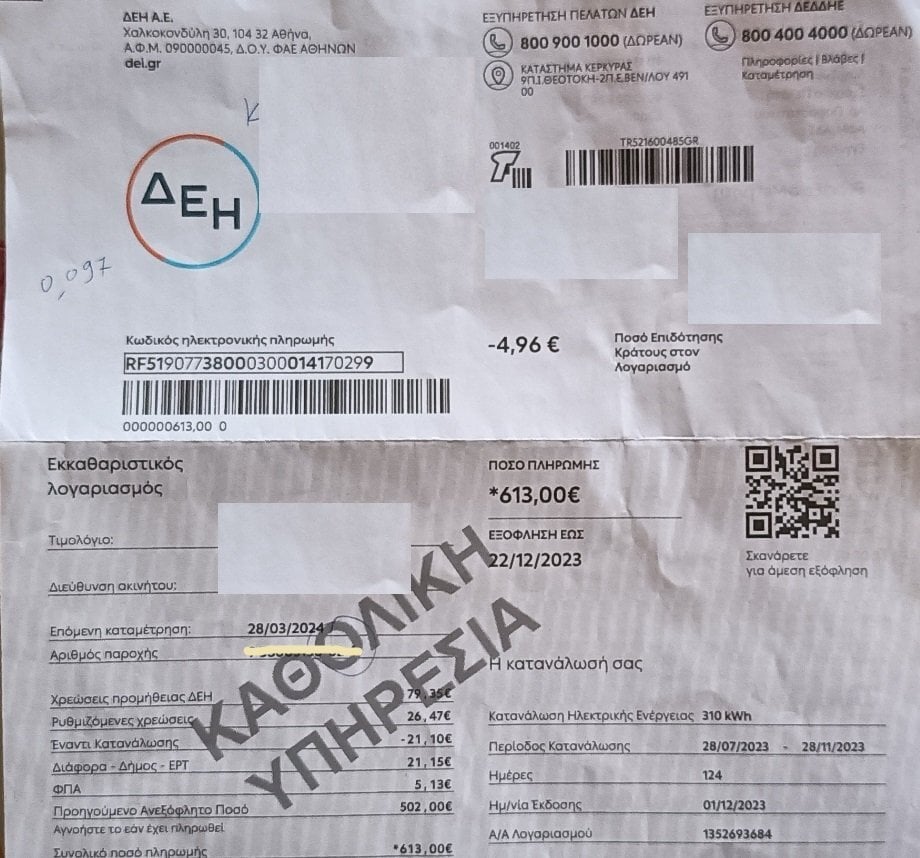 ΔΕΗ Α.Ε.
Χαλκοκονδύλη 30, 104 32 Αθήνα,
Α.Φ.Μ. 090000045, Δ.Ο.Υ. ΦΑΕ ΑΘΗΝΩΝ
dei.gr
ΕΞΥΠΗΡΕΤΗΣΗ ΠΕΛΑΤΩΝ ΔΕΗ
800 900 1000 (ΔΩΡΕΑΝ)
ΚΑΤΑΣΤΗΜΑ ΚΕΡΚΥΡΑΣ
9Π.Ι.ΘΕΟΤΟΚΗ-2Π.Ε.ΒΕΝ/ΛΟΥ 491
00
ΕΞΥΠΗΡΕΤΗΣΗ ΔΕΔΔΗΕ
800 400 4000 (ΔΩΡΕΑΝ)
Πληροφορίες | Βλάβες |
Καταμέτρηση
ΔΕΗ
0,097
001402
TR521600485GR
Κωδικός ηλεκτρονικής πληρωμής
RF51907738000300014170299
000000613,00 0
-4,96 €
Ποσό Επιδότησης
Κράτους στον
Λογαριασμό
Εκκαθαριστικός
λογαριασμός
ΠΟΣΟ ΠΛΗΡΩΜΗΣ
*613,00€
ΕΞΟΦΛΗΣΗ ΕΩΣ
22/12/2023
Σκανάρετε
για άμεση εξόφληση
Τιμολόγιο:
Διεύθυνση ακινήτου:
Επόμενη καταμέτρηση: 28/03/2024
Αριθμός παροχής
ΚΑΘΟΛΙΚΗ
ΥΠΗΡΕΣΙΑ
Χρεώσεις προμήθειας ΔΕΗ 79,35€
Ρυθμιζόμενες χρεώσεις 26,47€
Έναντι Κατανάλωσης -21,10€
Διάφορα - Δήμος - ΕΡΤ 21,15€
ΦΠΑ 5,13€
Προηγούμενο Ανεξόφλητο Ποσό 502,00€
Αγνοήστε το εάν έχει πληρωθεί
Συνολικό ποσό πληρωμής *613,00€
Η κατανάλωσή σας
Κατανάλωση Ηλεκτρικής Ενέργειας 310 kWh
Περίοδος Κατανάλωσης 28/07/2023 - 28/11/2023
Ημέρες 124
Ημ/νία Έκδοσης 01/12/2023
Α/Α Λογαριασμού 1352693684